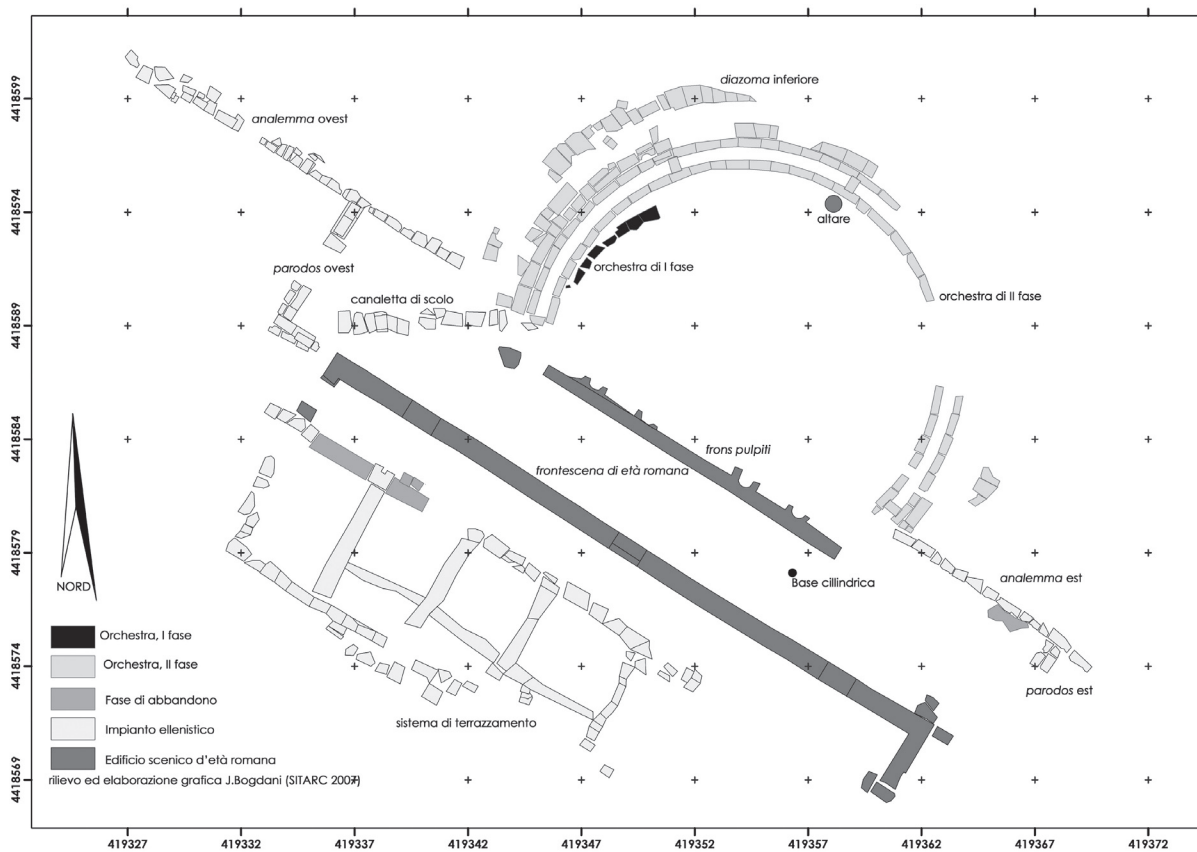 4418599
4418594
4418589
4418584
4418579
4418574
4418569
diazoma inferiore
analemma ovest
altare
parodos ovest
orchestra di I fase
canaletta di scolo
orchestra di II fase
frons pulpiti
frontescena di età romana
analemma est
Base cillindrica
NORD
parodos est
sistema di terrazzamento
Orchestra, I fase
Orchestra, II fase
Fase di abbandono
Impianto ellenistico
Edificio scenico d'età romana
rilievo ed elaborazione grafica J.Bogdani (SITARC 2007)
419327 419332 419337 419342 419347 419352 419357 419362 419367 419372